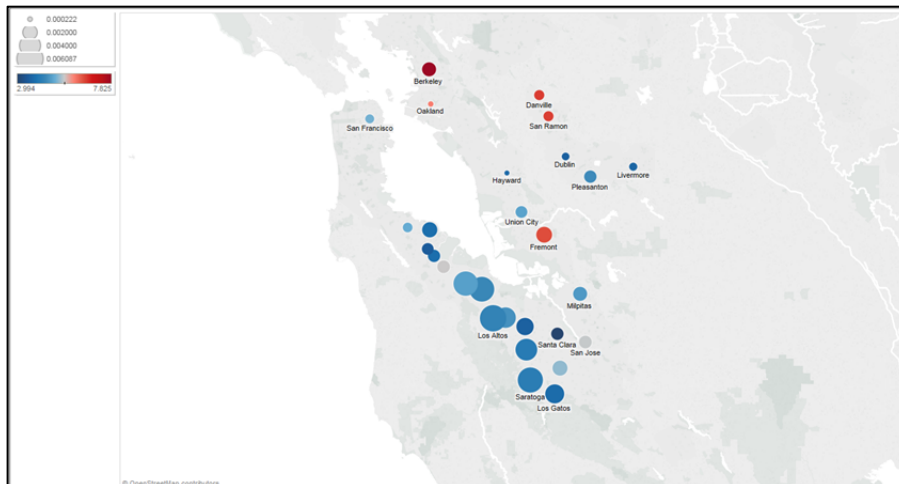 0.000222
0.002000
0.004000
0.006087
2.994 7.825
Berkeley
Oakland
San Francisco
Danville
San Ramon
Dublin
Livermore
Hayward
Pleasanton
Union City
Fremont
Milpitas
Los Altos
Santa Clara
San Jose
Saratoga
Los Gatos
© OpenStreetMap contributors